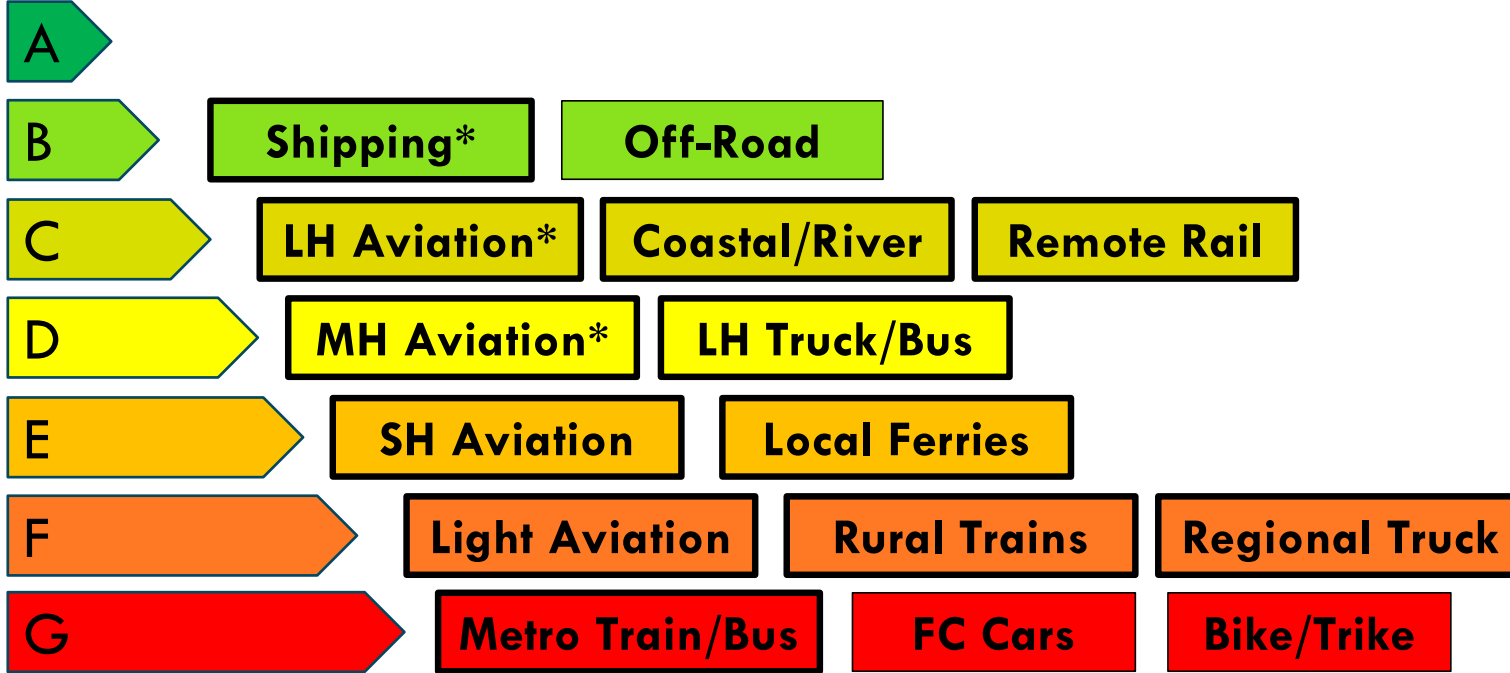 A
B Shipping* Off-Road
C LH Aviation* Coastal/River Remote Rail
D MH Aviation* LH Truck/Bus
E SH Aviation Local Ferries
F Light Aviation Rural Trains Regional Truck
G Metro Train/Bus FC Cars Bike/Trike